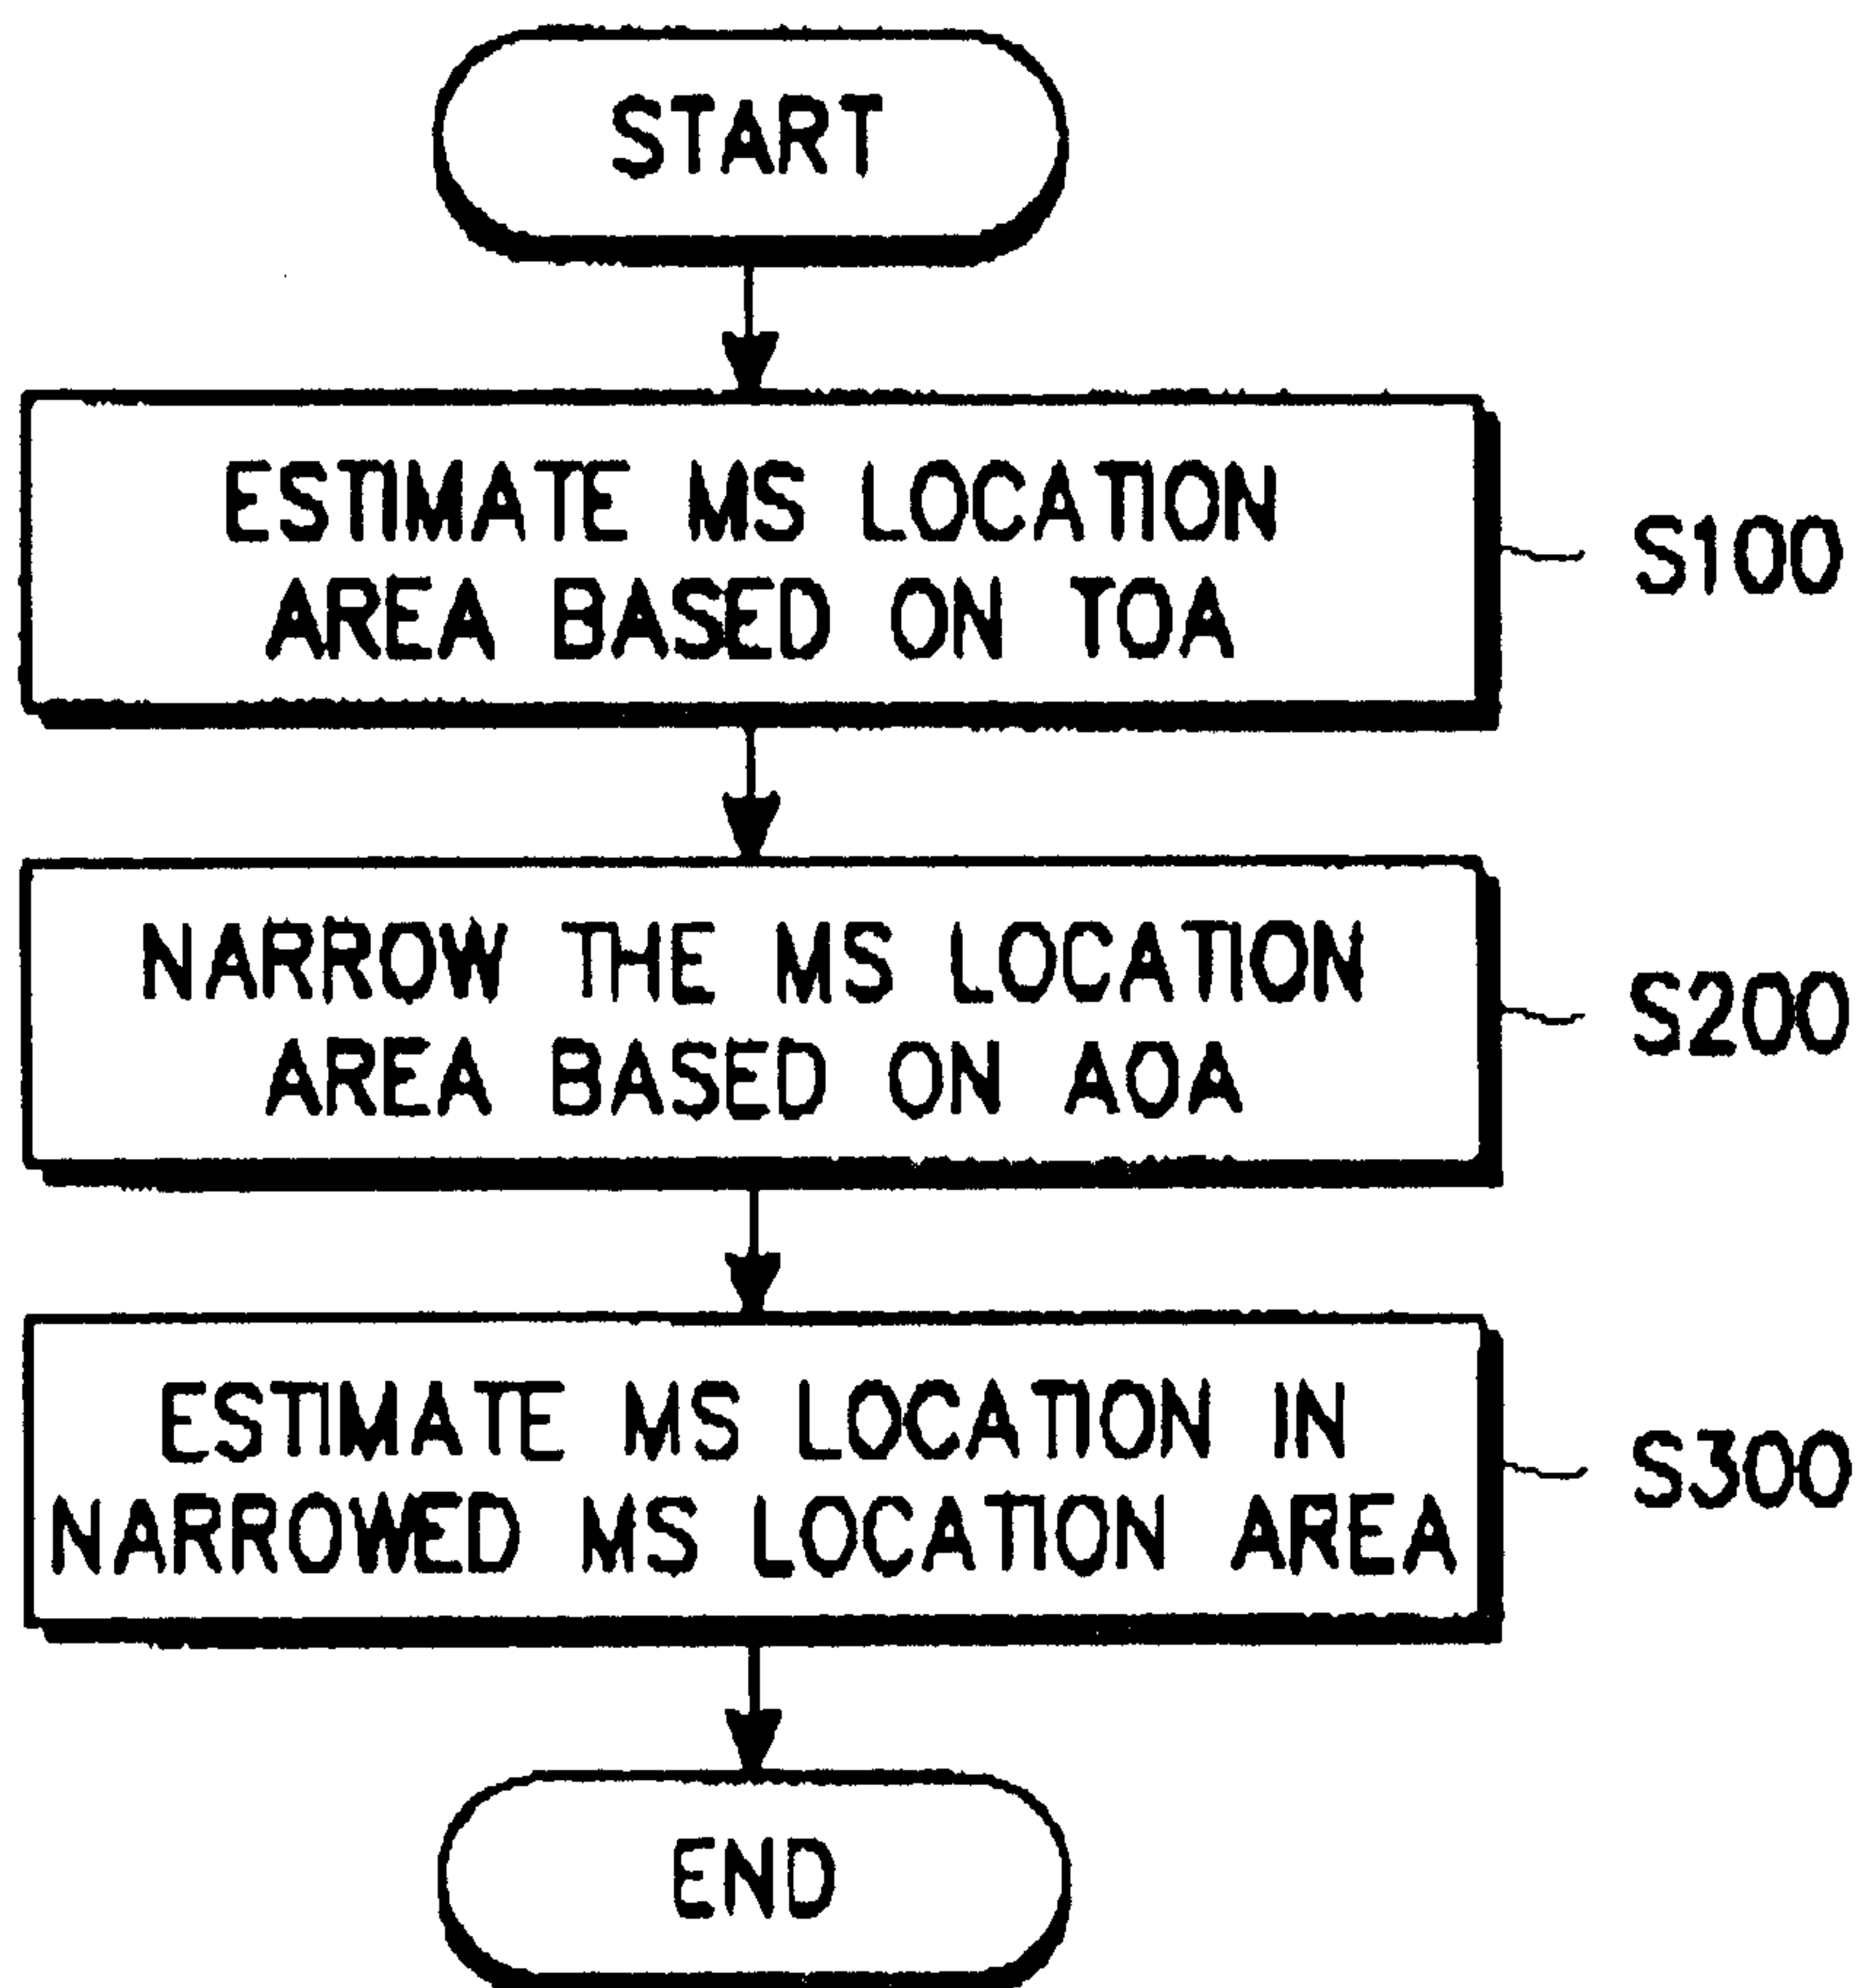 START
ESTIMATE MS LOCATION
AREA BASED ON TOA
S100
NARROW THE MS LOCATION
AREA BASED ON AOA
S200
ESTIMATE MS LOCATION IN
NARROWED MS LOCATION AREA
S300
END